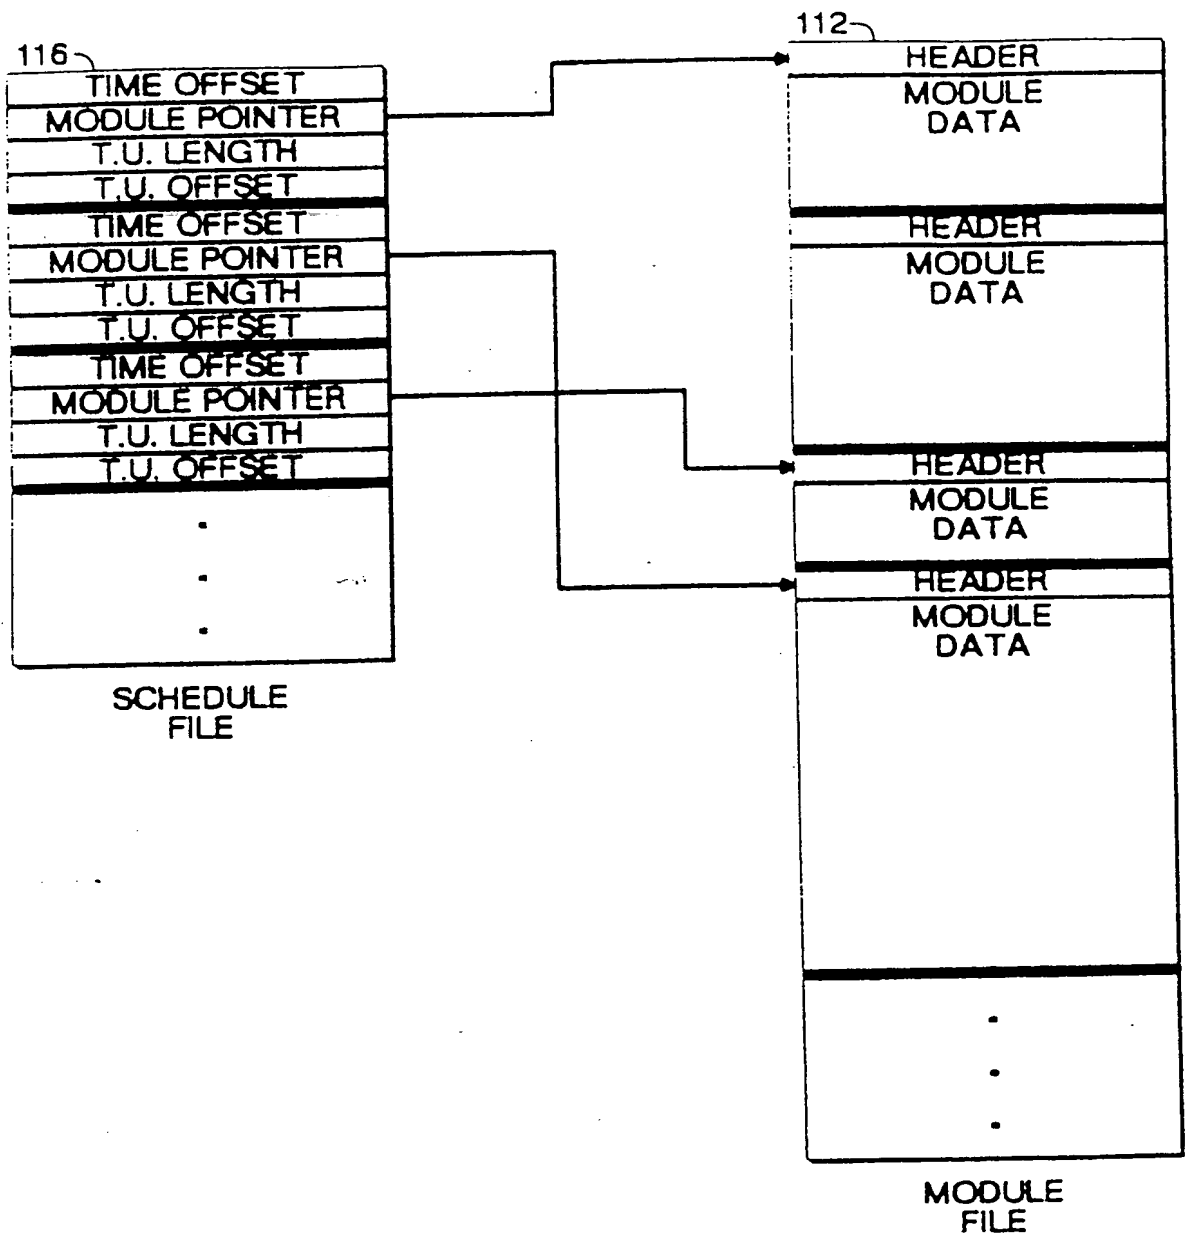 116
TIME OFFSET
MODULE POINTER
T.U. LENGTH
T.U. OFFSET
TIME OFFSET
MODULE POINTER
T.U. LENGTH
T.U. OFFSET
TIME OFFSET
MODULE POINTER
T.U. LENGTH
T.U. OFFSET
SCHEDULE
FILE
112
HEADER
MODULE
DATA
HEADER
MODULE
DATA
HEADER
MODULE
DATA
HEADER
MODULE
DATA
MODULE
FILE